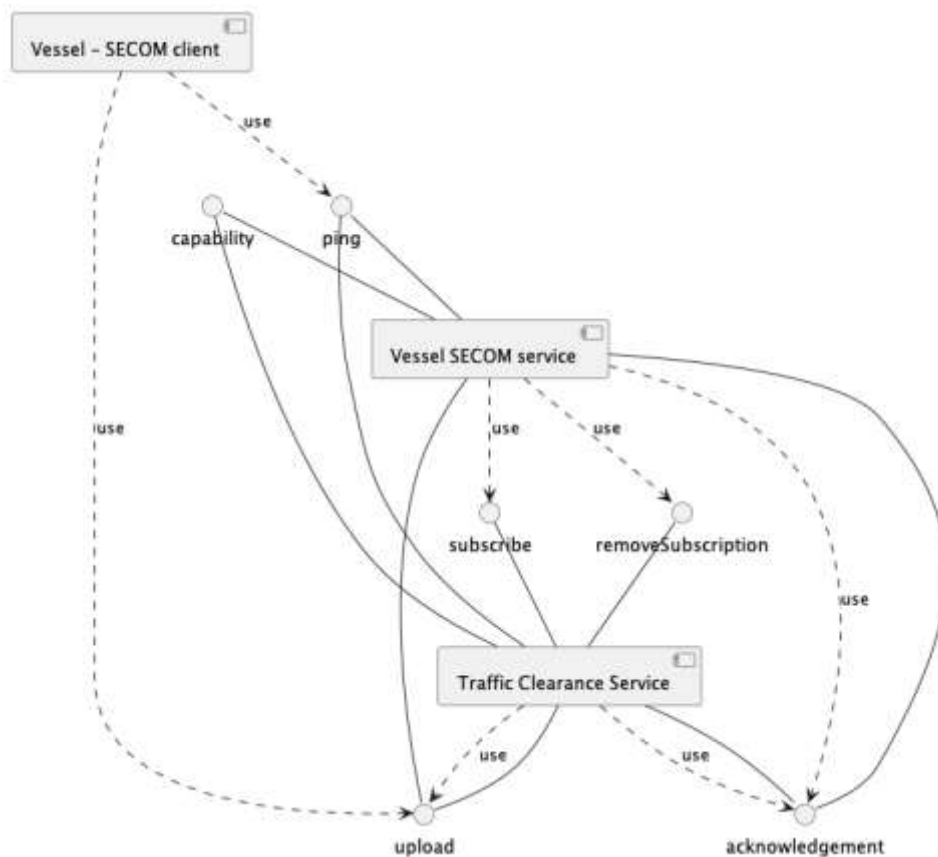 Vessel – SECOM client
use
capability
ping
Vessel SECOM service
use
use
use
subscribe
removeSubscription
use
Traffic Clearance Service
use
use
upload
acknowledgement